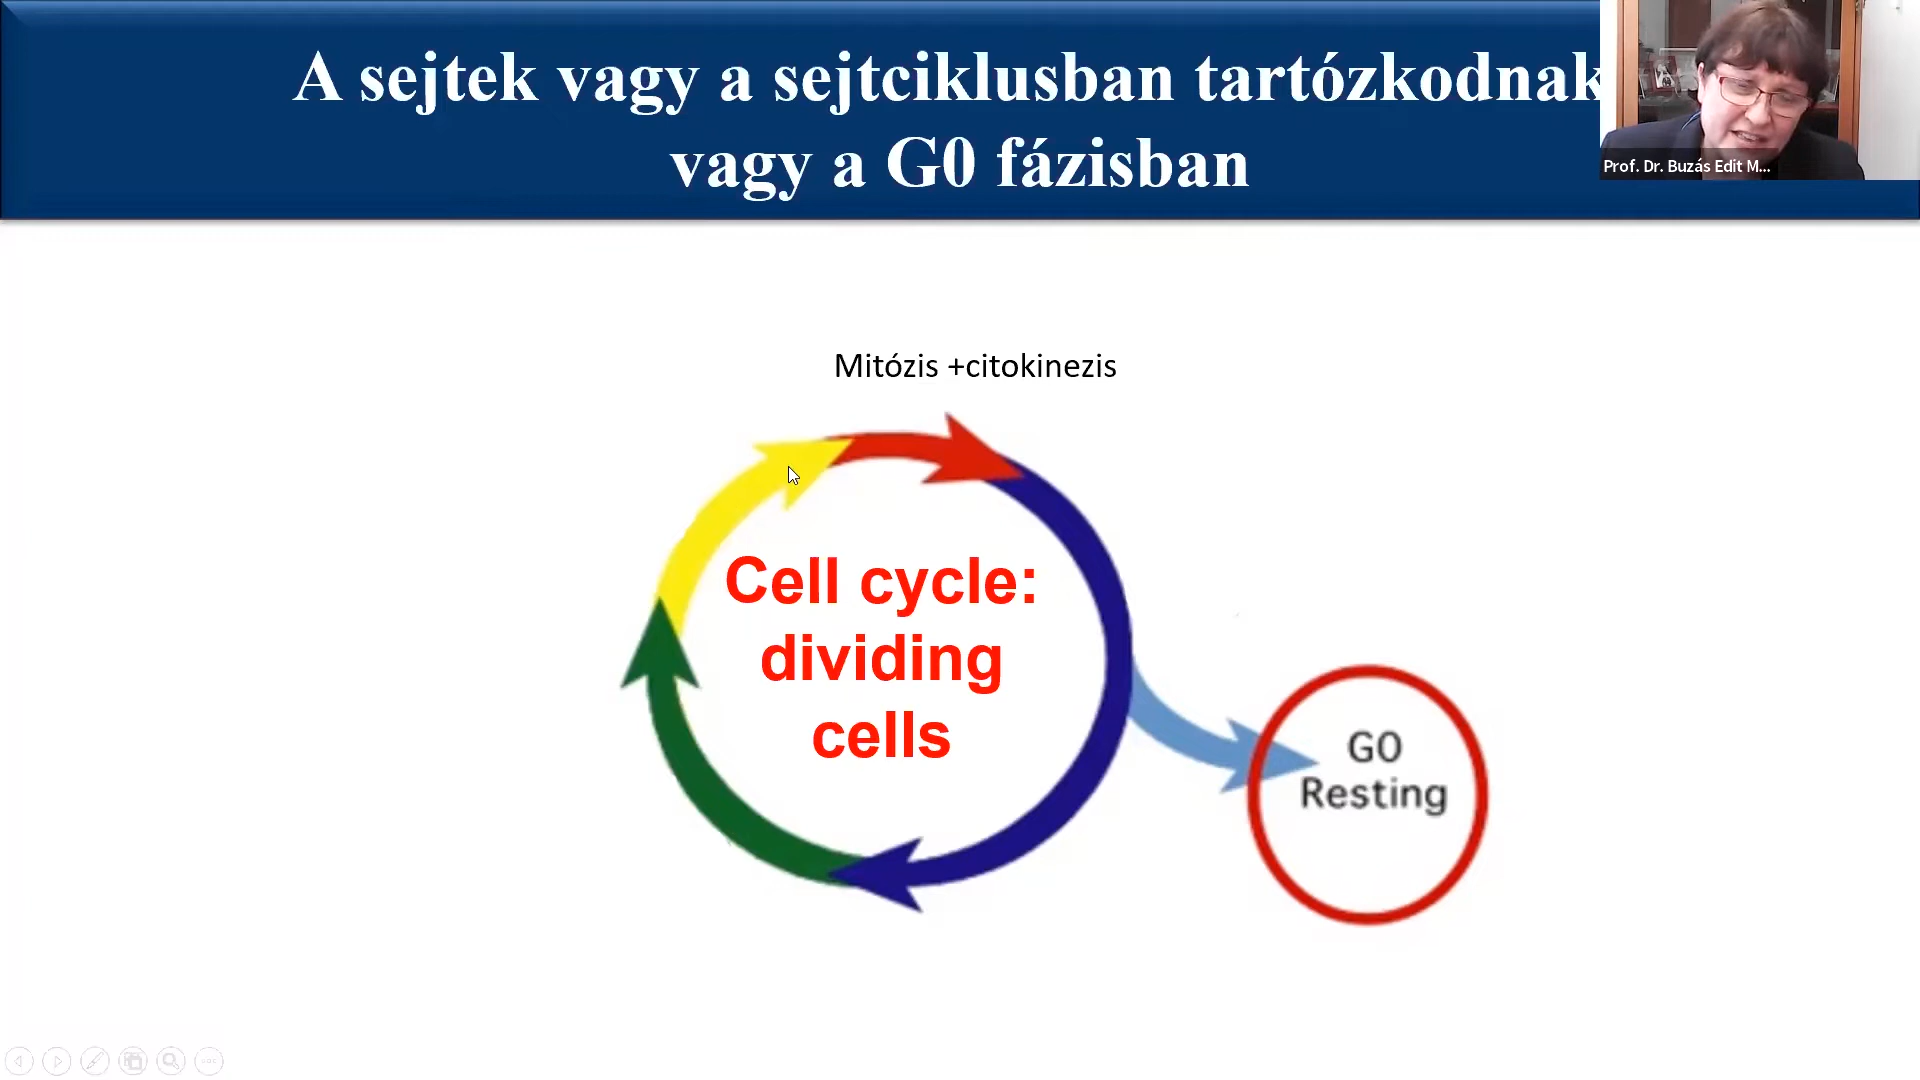 A sejtek vagy a sejtciklusban tartózkodnak
vagy a G0 fázisban
Prof. Dr. Buzás Edit M...
Mitózis +citokinezis
Cell cycle:
dividing
cells
G0
Resting